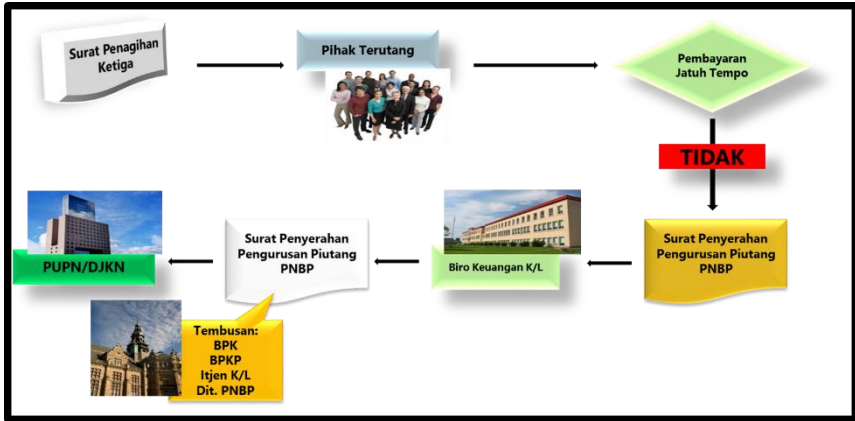 Surat Penagihan
Ketiga
Pihak Terutang
Pembayaran
Jatuh Tempo
TIDAK
Surat Penyerahan
Pengurusan Piutang
PNBP
Biro Keuangan K/L
Surat Penyerahan
Pengurusan Piutang
PNBP
PUPN/DJKN
Tembusan:
BPK
BPKP
Itjen K/L
Dit. PNBP